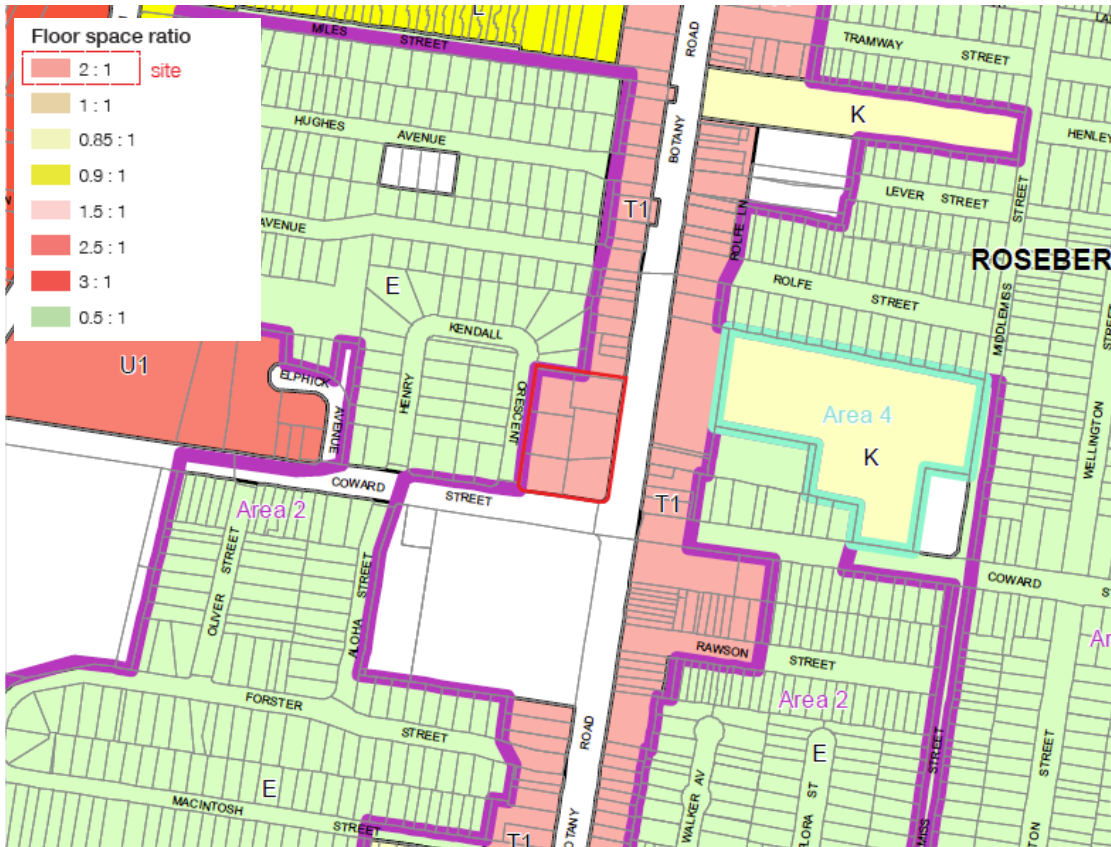 Floor space ratio
2 : 1 site
1 : 1
0.85 : 1
0.9 : 1
1.5 : 1
2.5 : 1
3 : 1
0.5 : 1
MILES STREET
ROAD
TRAMWAY STREET
K
HUGHES AVENUE
BOTANY
HENLEY
LEVER STREET
STREET
T1
AVENUE
ROLFE LN
ROSEBER
E
ROLFE STREET
MIDDLEMISS
STREET
KENDALL
U1
ELPHICK
AVENUE
HENRY
CRESCENT
Area 4
K
WELLINGTON
COWARD STREET
T1
Area 2
OLIVER STREET
ALOHA STREET
COWARD
RAWSON STREET
FORSTER STREET
ROAD
Area 2
E
STREET
STREET
E
MACINTOSH STREET
WALKER AV
T1